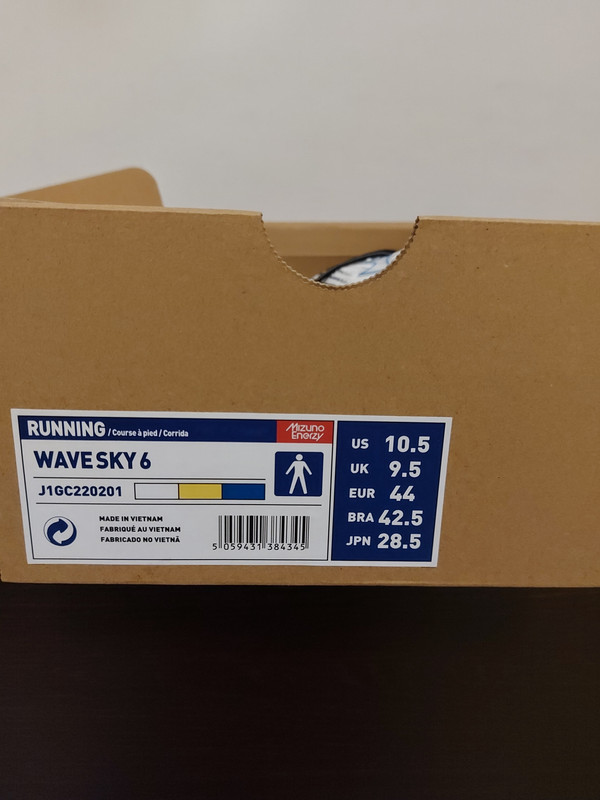 RUNNING / Course à pied / Corrida
Mizuno
Enerzy
WAVE SKY 6
J1GC220201
MADE IN VIETNAM
FABRIQUÉ AU VIETNAM
FABRICADO NO VIETNÃ
5 059431 384345
US 10.5
UK 9.5
EUR 44
BRA 42.5
JPN 28.5